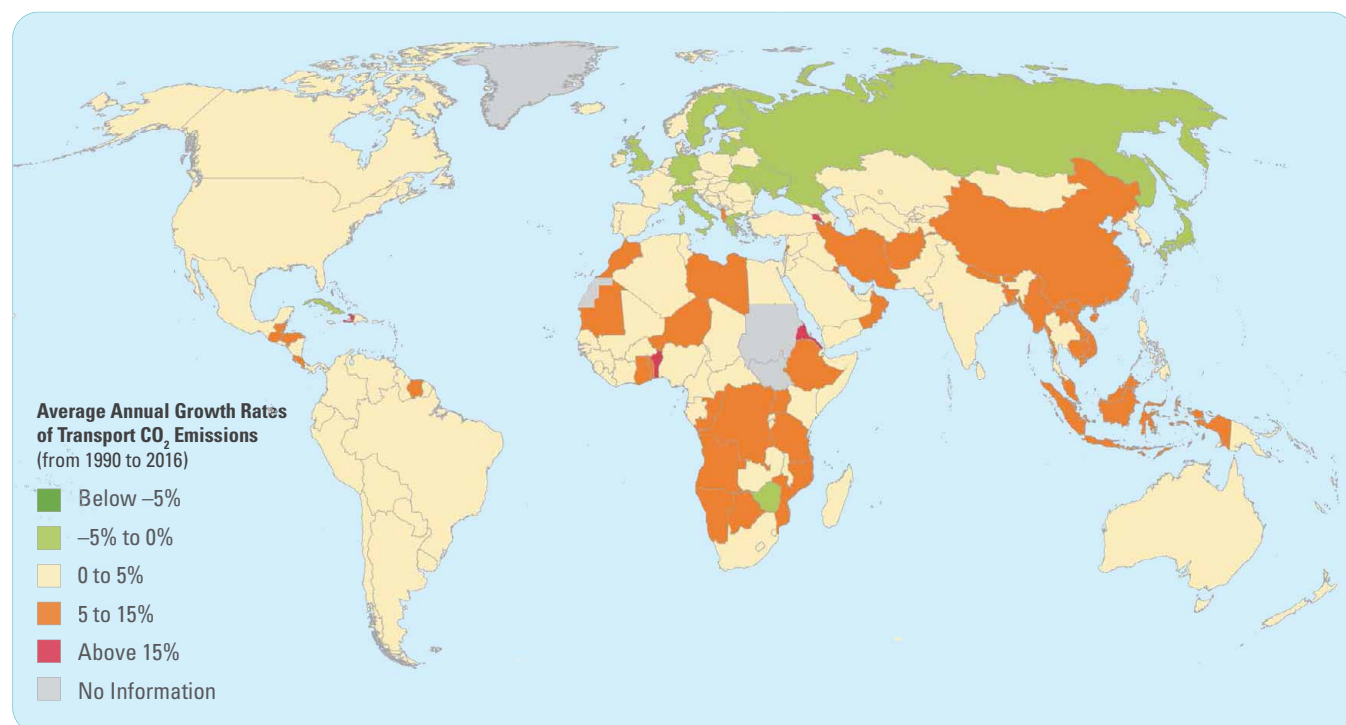 Average Annual Growth Rates
of Transport CO₂ Emissions
(from 1990 to 2016)
Below –5%
–5% to 0%
0 to 5%
5 to 15%
Above 15%
No Information